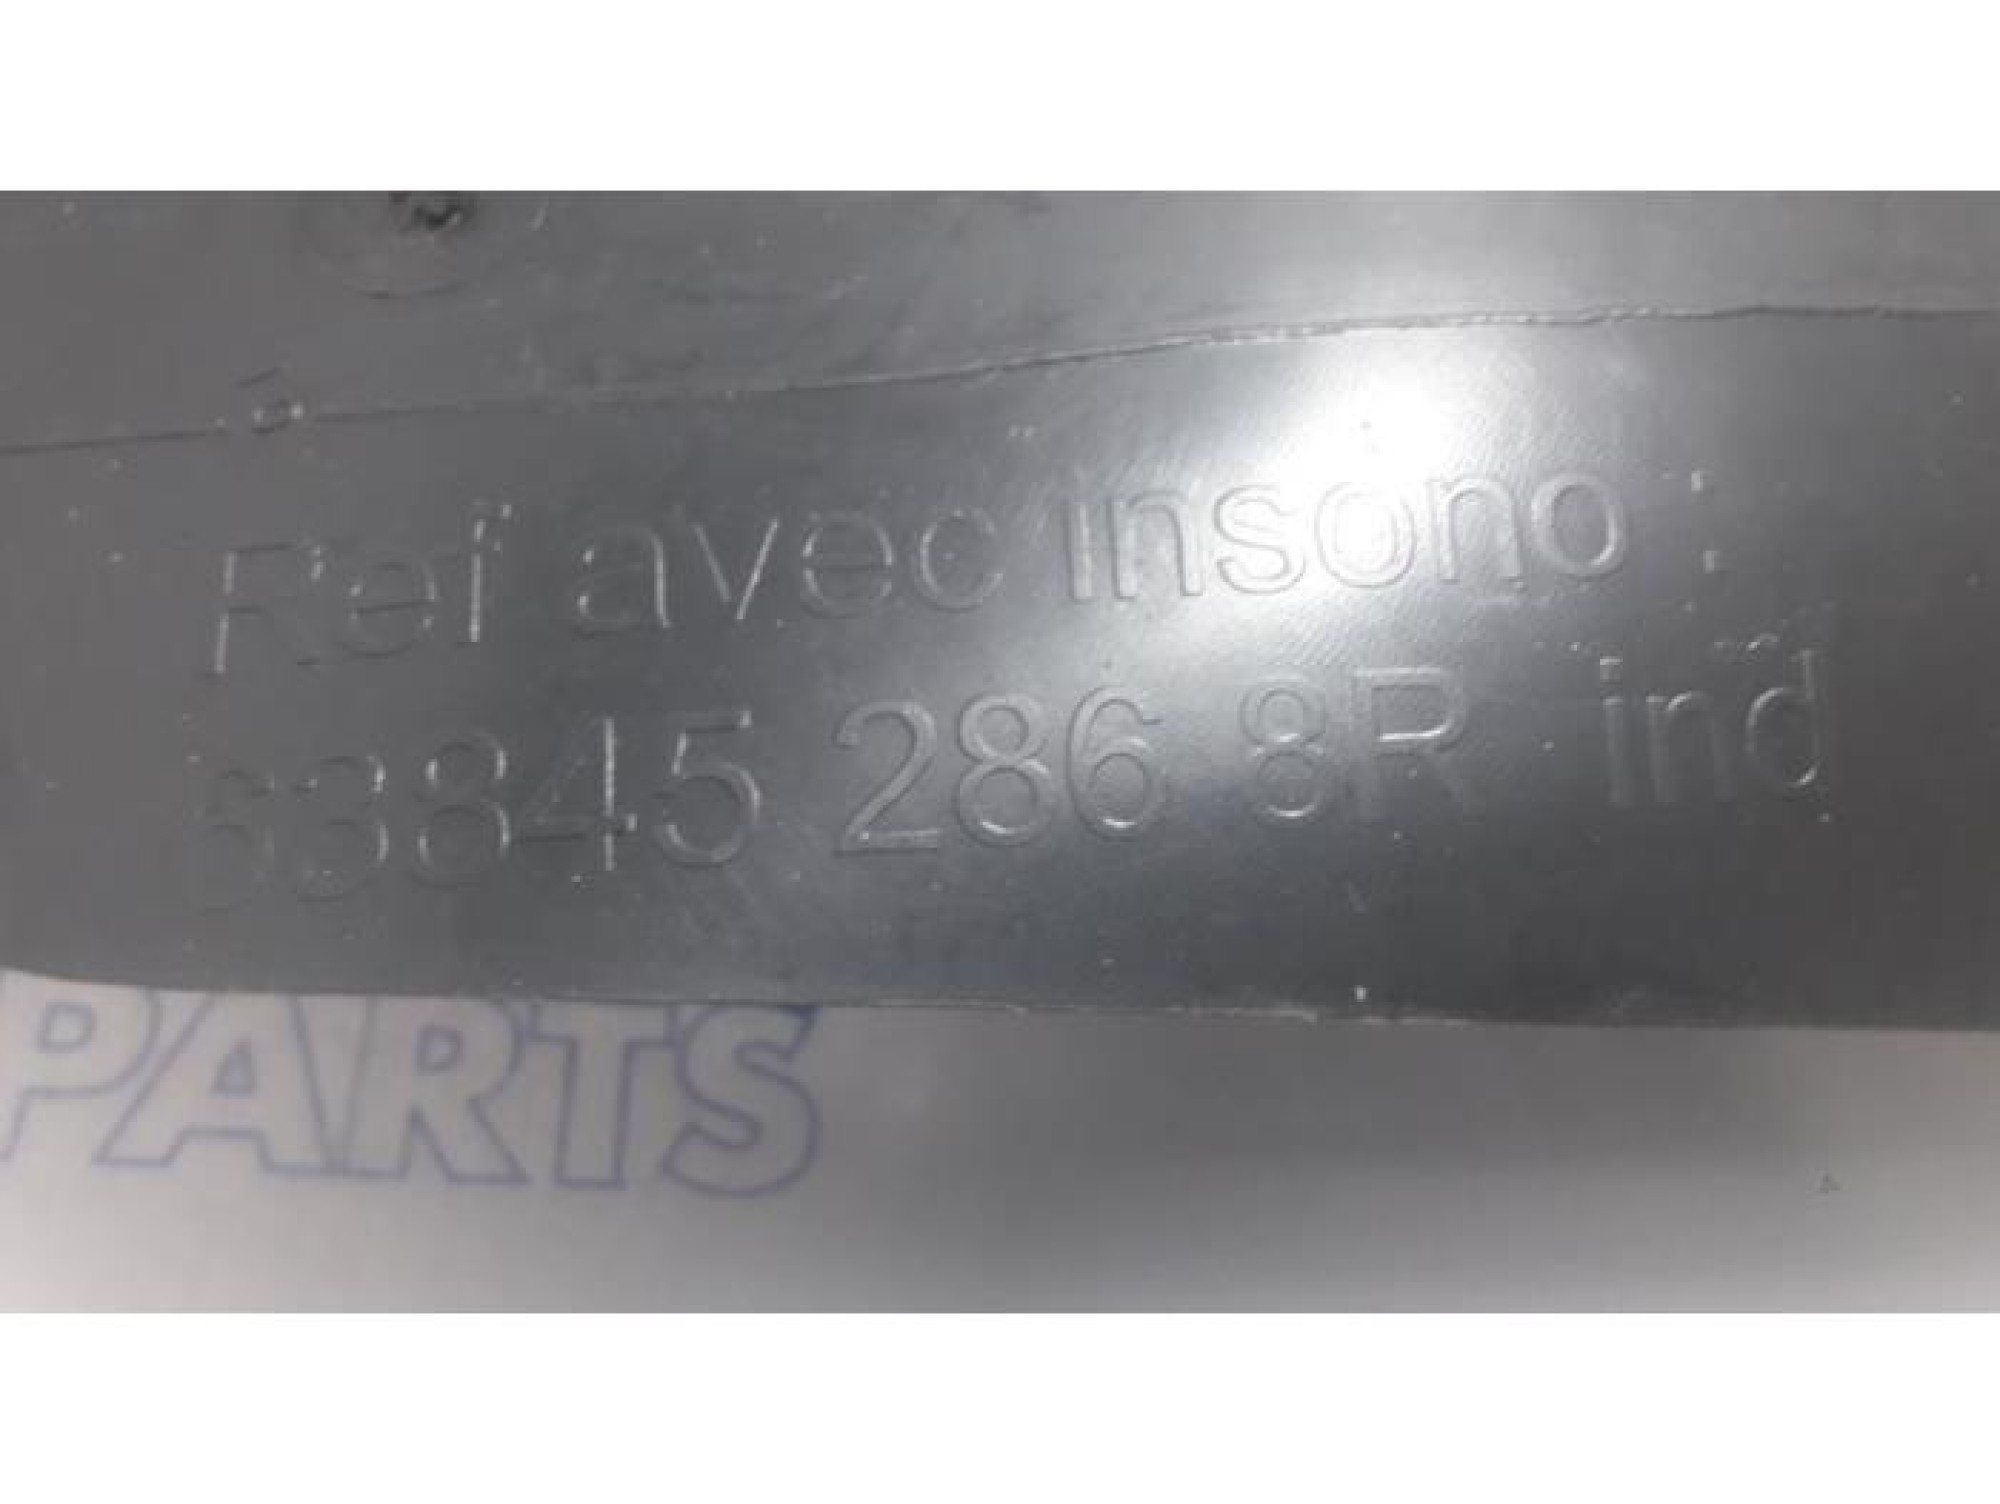 Ref avec insono :
63845 286 8R ind
PARTS